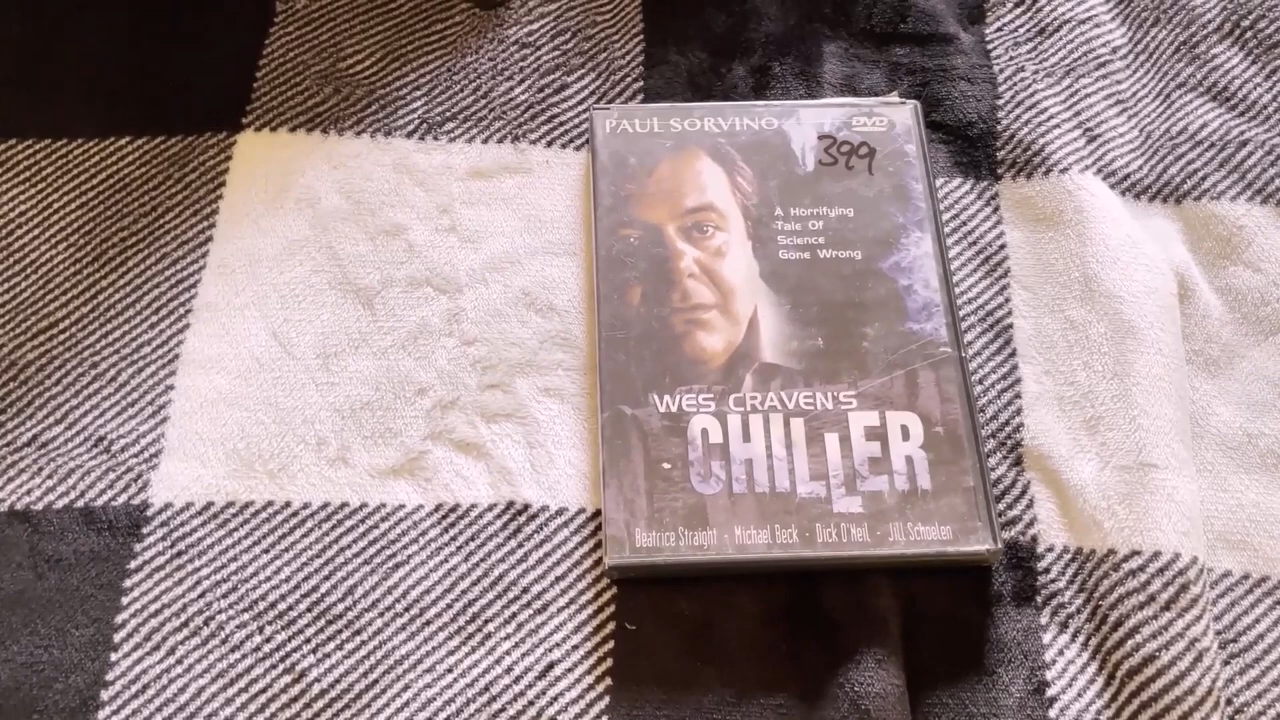 PAUL SORVINO
DVD
399
A Horrifying
Tale Of
Science
Gone Wrong
WES CRAVEN'S
CHILLER
Beatrice Straight - Michael Beck - Dick O'Neil - Jill Schoelen